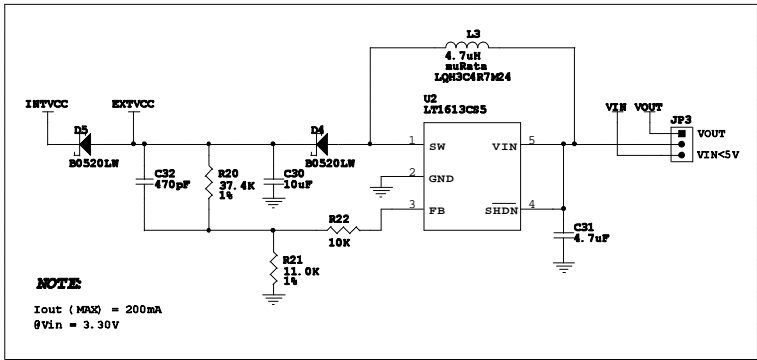 L3
4.7uH
muRata
LQH3C4R7M24
INTVCC
EXTVCC
D5
B0520LW
D4
B0520LW
U2
LT1613CS5
1
SW
VIN
5
2
GND
3
FB
SHDN
4
VIN
VOUT
JP3
VOUT
VIN<5V
C32
470pF
R20
37.4K
1%
C30
10uF
R22
10K
R21
11.0K
1%
C31
4.7uF
NOTE:
Iout (MAX) = 200mA
@Vin = 3.30V